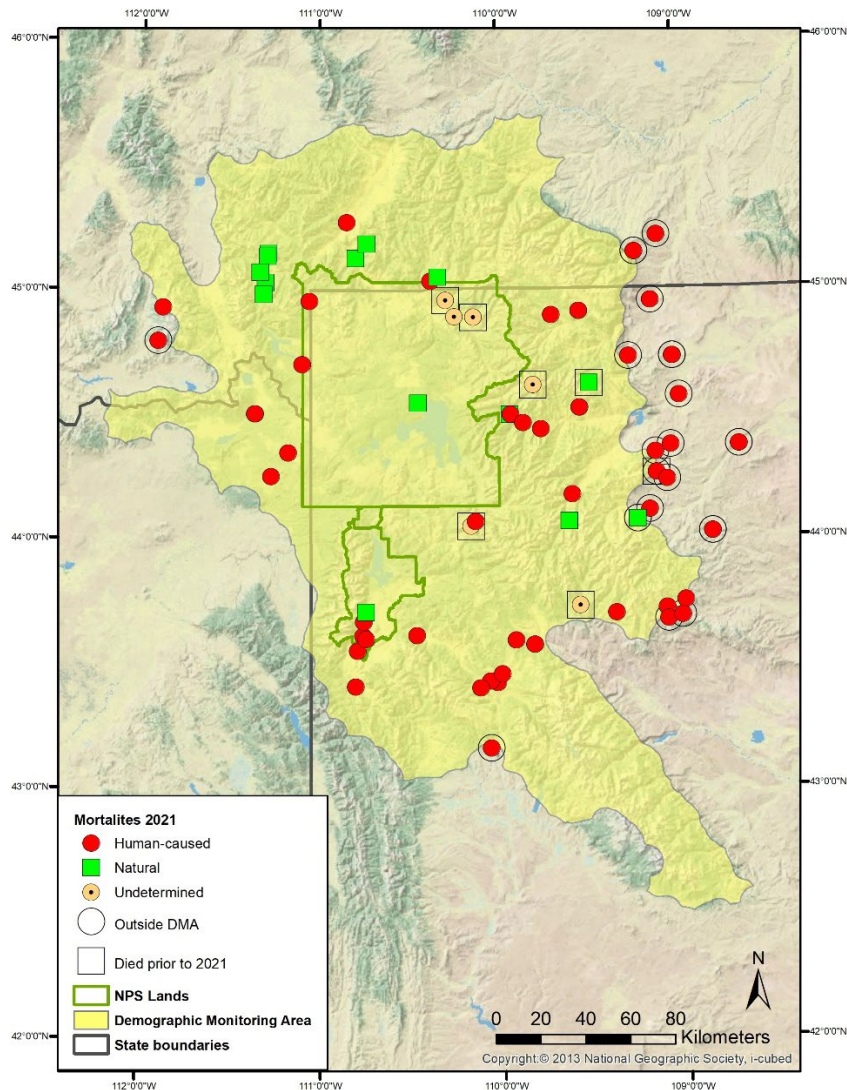 112°0'0"W 111°0'0"W 110°0'0"W 109°0'0"W
46°0'0"N 46°0'0"N
45°0'0"N 45°0'0"N
44°0'0"N 44°0'0"N
43°0'0"N 43°0'0"N
Mortalites 2021
Human-caused
Natural
Undetermined
Outside DMA
Died prior to 2021
NPS Lands
Demographic Monitoring Area
State boundaries
N
0 20 40 60 80
Kilometers
42°0'0"N 42°0'0"N
Copyright:© 2013 National Geographic Society, i-cubed
112°0'0"W 111°0'0"W 110°0'0"W 109°0'0"W